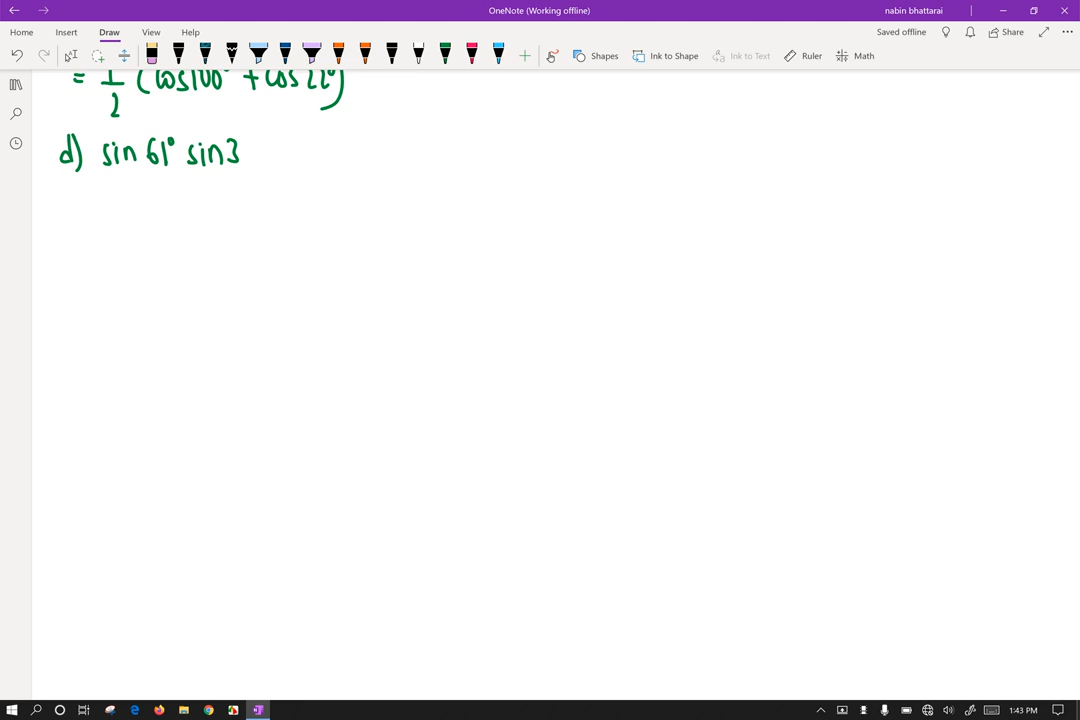 OneNote (Working offline)
nabin bhattarai
Home Insert Draw View Help
Saved offline Share
Shapes Ink to Shape Ink to Text Ruler Math
= 1/2 (cos100° + cos22°)
d) sin 61° sin3
1:43 PM